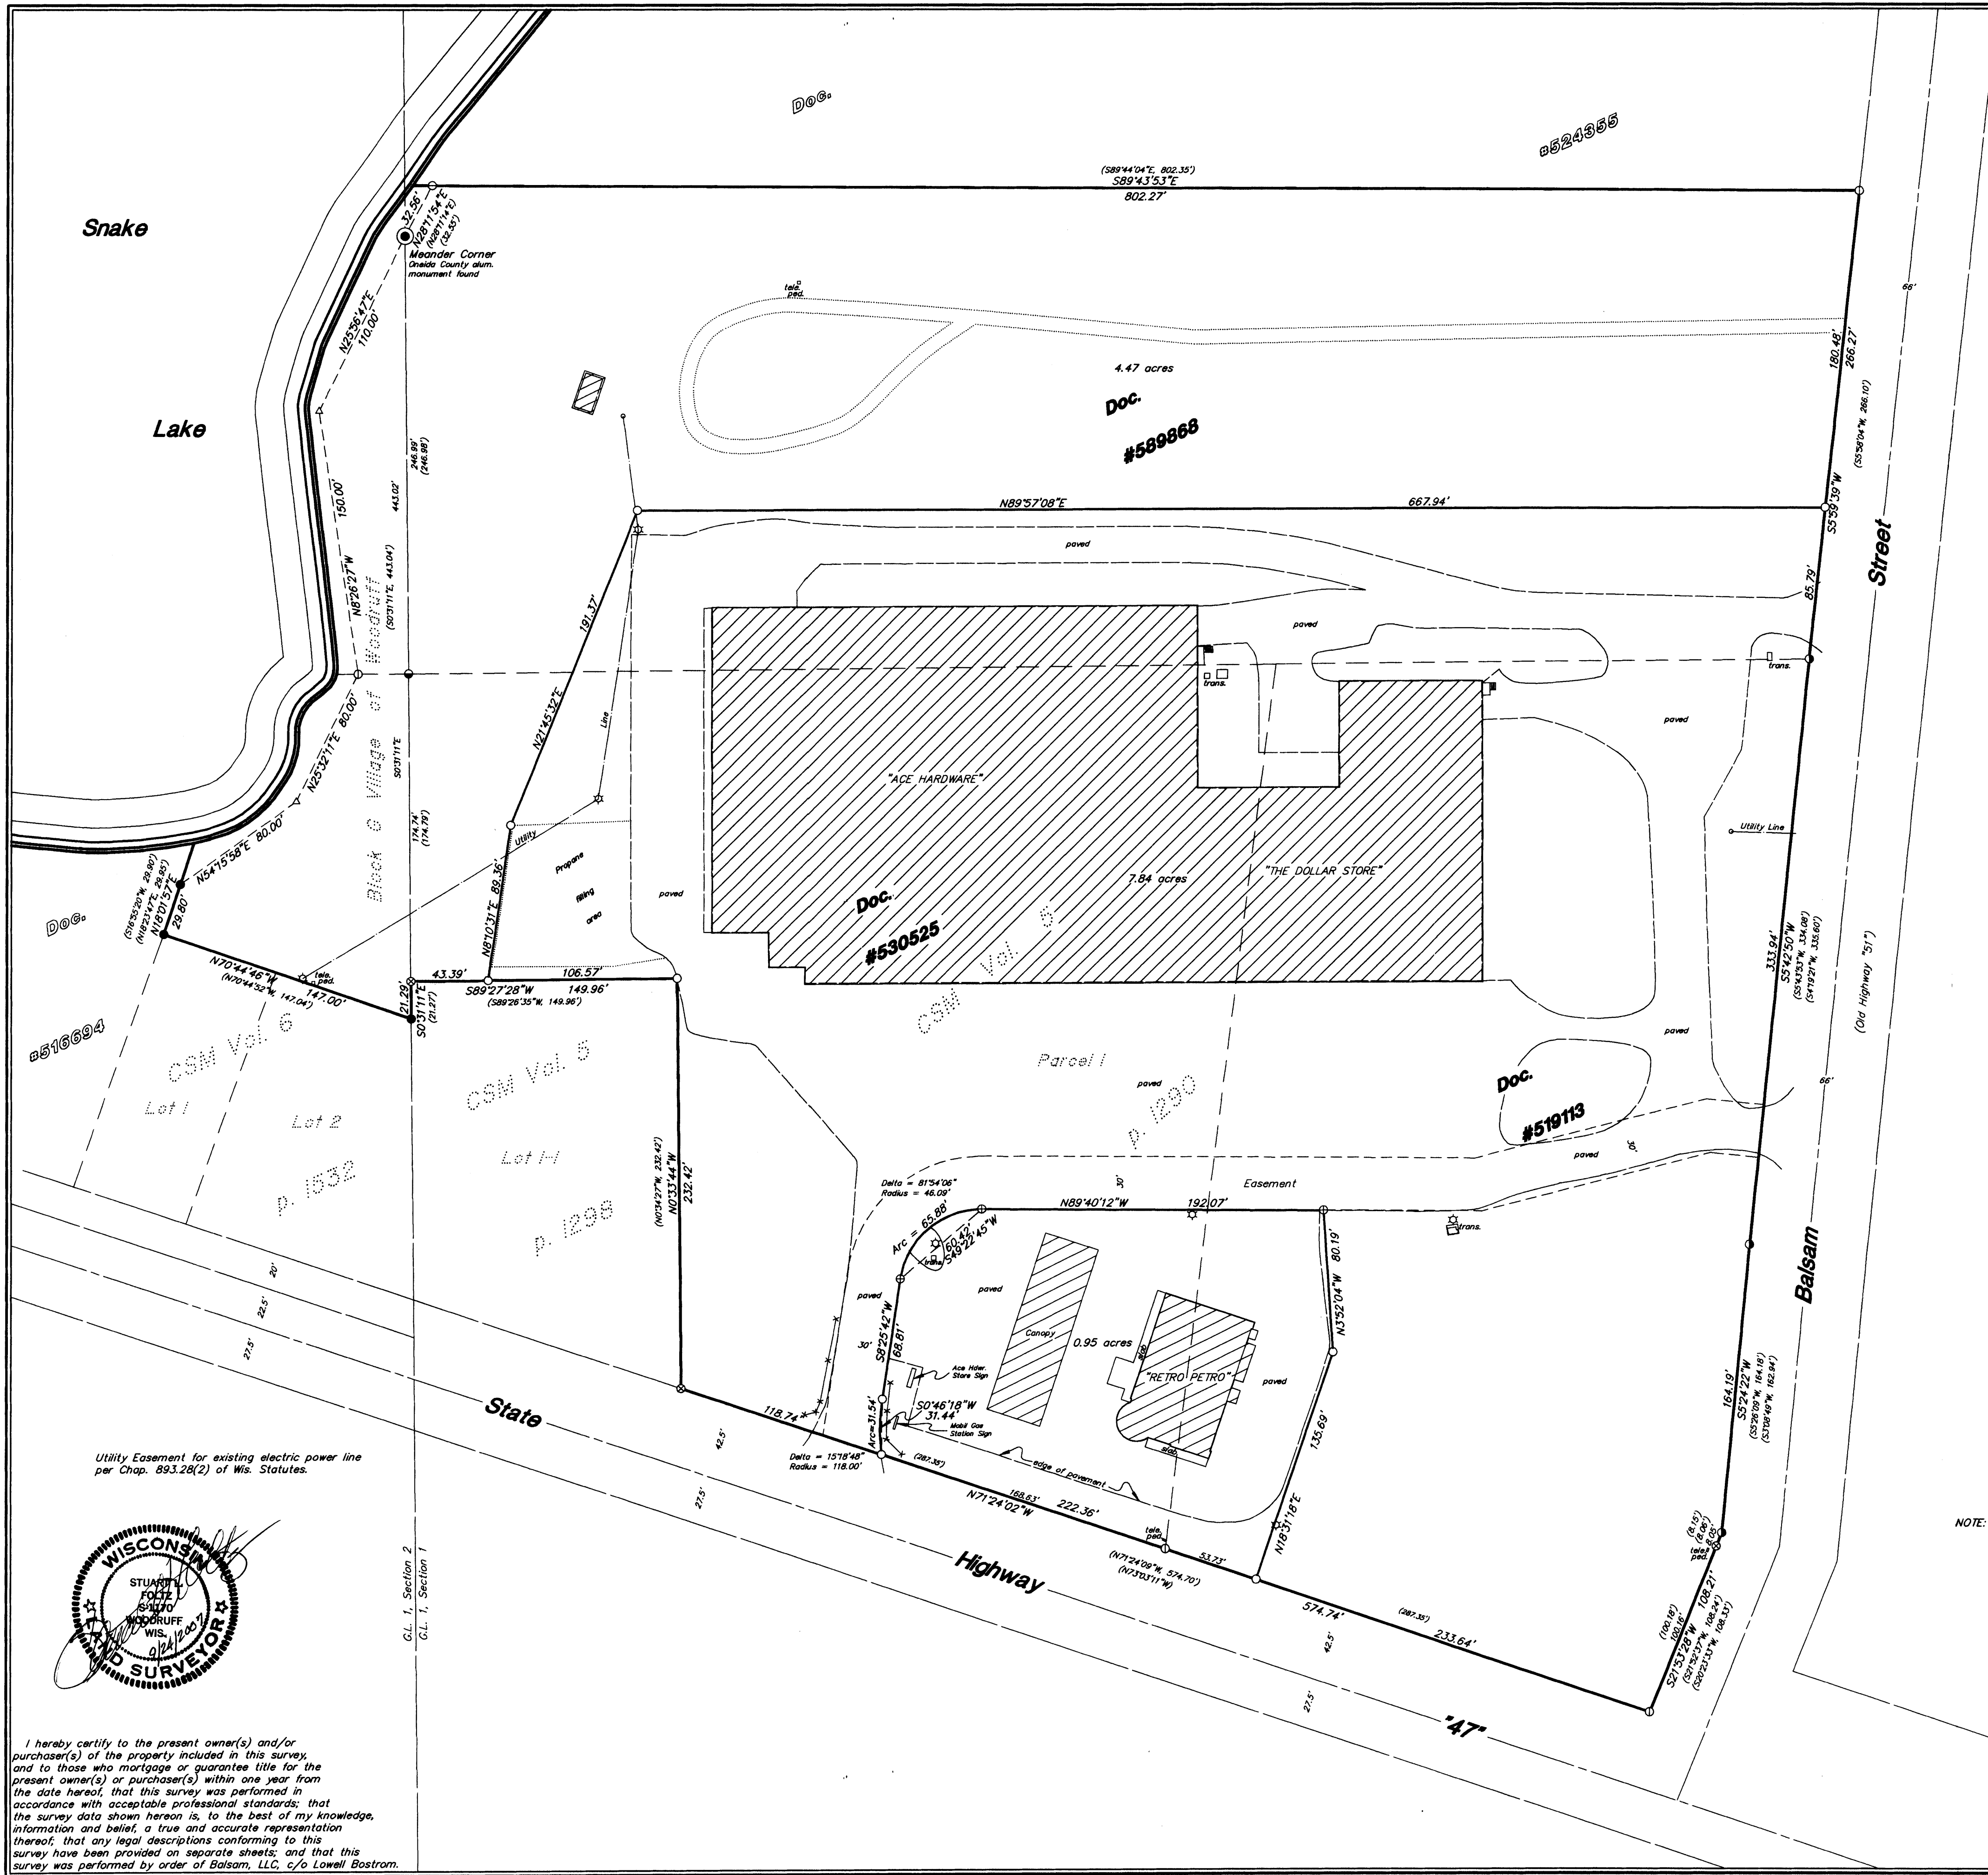 Doc.
#524355
(S89°44'04"E, 802.35')
S89°43'53"E
802.27'
Snake
Lake
32.56'
N28°11'54"E
(N28°11'14"E)
(32.55')
Meander Corner
Oneida County alum.
monument found
N25°56'47"E
110.00'
tele.
ped.
66'
180.48'
266.27'
(S5°58'04"W, 266.10')
4.47 acres
Doc.
#589868
246.99'
(246.98')
443.02'
(S0°31'11"E, 443.04')
150.00'
N8°26'27"W
N89°57'08"E
667.94'
S5°59'39"W
Street
paved
85.79'
191.37'
N21°45'32"E
Line
paved
trans.
trans.
paved
N25°32'11"E 80.00'
Block 6 Village of Woodruff
S0°31'11"E
"ACE HARDWARE"
174.74'
(174.79')
N54°15'58"E 80.00'
Utility
Utility Line
Propane
filling
area
N8°10'31"E 89.36'
paved
7.84 acres
"THE DOLLAR STORE"
Doc.
#530525
CSM Vol. 5
(S16°55'20"W, 29.90')
(N18°23'47"E, 29.95')
N18°01'57"E
29.80'
Doc.
#516694
N70°44'46"W
147.00'
(N70°44'52"W, 147.04')
tele.
ped.
43.39'
106.57'
S89°27'28"W 149.96'
(S89°26'35"W, 149.96')
21.29'
S0°31'11"E
(21.27')
333.94'
S5°42'50"W
(S5°43'53"W, 334.08')
(S4°19'21"W, 335.60')
(Old Highway "51")
paved
CSM Vol. 6
Lot 1
Lot 2
p. 1532
CSM Vol. 5
Lot 1-1
p. 1298
Parcel 1
paved
p. 1290
Doc.
#519113
66'
paved
30'
(N0°34'27"W, 232.42')
N0°33'44"W
232.42'
Delta = 81°54'06"
Radius = 46.09'
30'
Easement
N89°40'12"W
192.07'
Arc = 65.88'
60.42'
S49°22'45"W
trans.
trans.
80.19'
N3°52'04"W
Balsam
20'
22.5'
27.5'
paved
paved
30'
S8°25'42"W
68.81'
Canopy
0.95 acres
slab
"RETRO PETRO"
paved
slab
Ace Hdwr.
Store Sign
S0°46'18"W
31.44'
Mobil Gas
Station Sign
Arc=31.54'
135.69'
N18°31'18"E
164.19'
S5°24'22"W
(S5°26'09"W, 164.18')
(S3°08'49"W, 162.94')
State
118.74'
42.5'
27.5'
Delta = 15°18'48"
Radius = 118.00'
(287.35')
edge of pavement
168.63'
N71°24'02"W 222.36'
tele.
ped.
53.73'
(N71°24'09"W, 574.70')
(N73°03'11"W)
574.74'
(287.35')
233.64'
(8.15')
(8.06')
8.05'
tele.
ped.
108.21'
(100.18')
100.16'
S21°53'28"W
(S21°52'37"W, 108.24')
(S20°23'33"W, 108.33')
NOTE:
Highway
42.5'
27.5'
"47"
Utility Easement for existing electric power line
per Chap. 893.28(2) of Wis. Statutes.
G.L. 1, Section 2
G.L. 1, Section 1
WISCONSIN
STUART L.
FOLTZ
S-1170
WOODRUFF
WIS.
9/24/2007
LAND SURVEYOR
I hereby certify to the present owner(s) and/or
purchaser(s) of the property included in this survey,
and to those who mortgage or guarantee title for the
present owner(s) or purchaser(s) within one year from
the date hereof, that this survey was performed in
accordance with acceptable professional standards; that
the survey data shown hereon is, to the best of my knowledge,
information and belief, a true and accurate representation
thereof; that any legal descriptions conforming to this
survey have been provided on separate sheets; and that this
survey was performed by order of Balsam, LLC, c/o Lowell Bostrom.